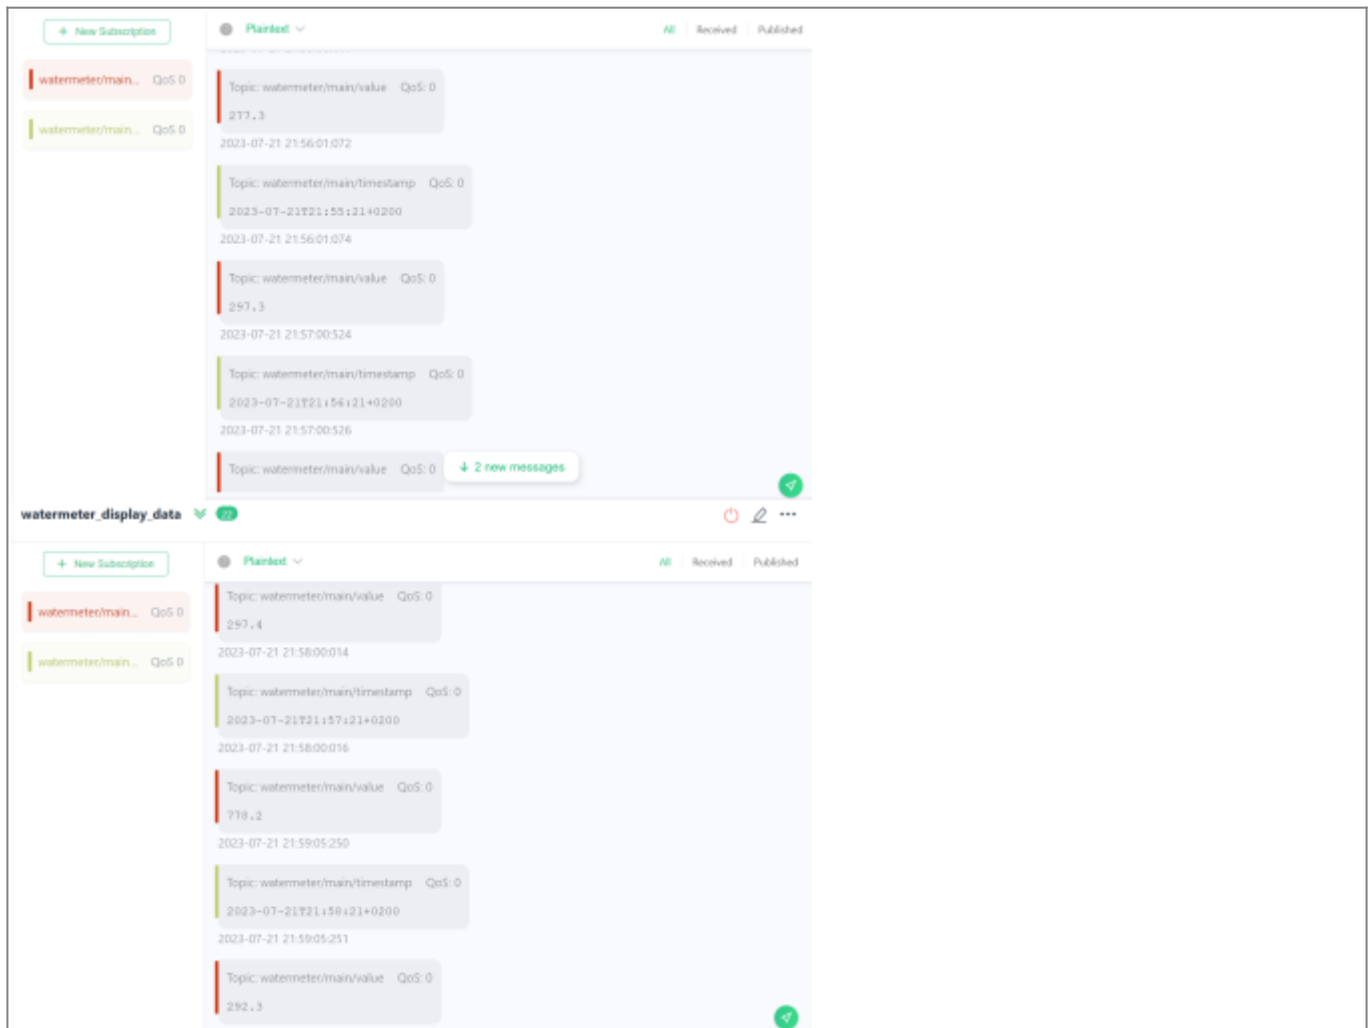 + New Subscription
Plaintext
All
Received
Published
watermeter/main... QoS 0
watermeter/main... QoS 0
Topic: watermeter/main/value QoS: 0
277.3
2023-07-21 21:56:01:072
Topic: watermeter/main/timestamp QoS: 0
2023-07-21T21:55:21+0200
2023-07-21 21:56:01:074
Topic: watermeter/main/value QoS: 0
297.3
2023-07-21 21:57:00:524
Topic: watermeter/main/timestamp QoS: 0
2023-07-21T21:56:21+0200
2023-07-21 21:57:00:526
Topic: watermeter/main/value QoS: 0
2 new messages
watermeter_display_data 22
+ New Subscription
Plaintext
All
Received
Published
watermeter/main... QoS 0
watermeter/main... QoS 0
Topic: watermeter/main/value QoS: 0
297.4
2023-07-21 21:58:00:014
Topic: watermeter/main/timestamp QoS: 0
2023-07-21T21:57:21+0200
2023-07-21 21:58:00:016
Topic: watermeter/main/value QoS: 0
778.2
2023-07-21 21:59:05:250
Topic: watermeter/main/timestamp QoS: 0
2023-07-21T21:58:21+0200
2023-07-21 21:59:05:251
Topic: watermeter/main/value QoS: 0
292.3